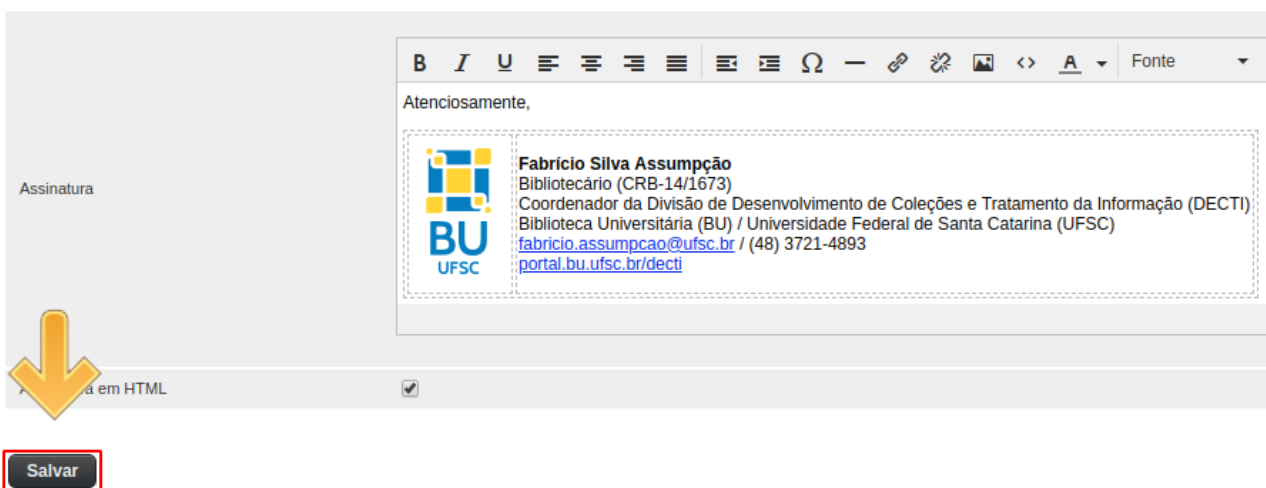 B I U Ω A Fonte
Atenciosamente,
Assinatura
BU
UFSC
Fabrício Silva Assumpção
Bibliotecário (CRB-14/1673)
Coordenador da Divisão de Desenvolvimento de Coleções e Tratamento da Informação (DECTI)
Biblioteca Universitária (BU) / Universidade Federal de Santa Catarina (UFSC)
fabricio.assumpcao@ufsc.br / (48) 3721-4893
portal.bu.ufsc.br/decti
em HTML
Salvar